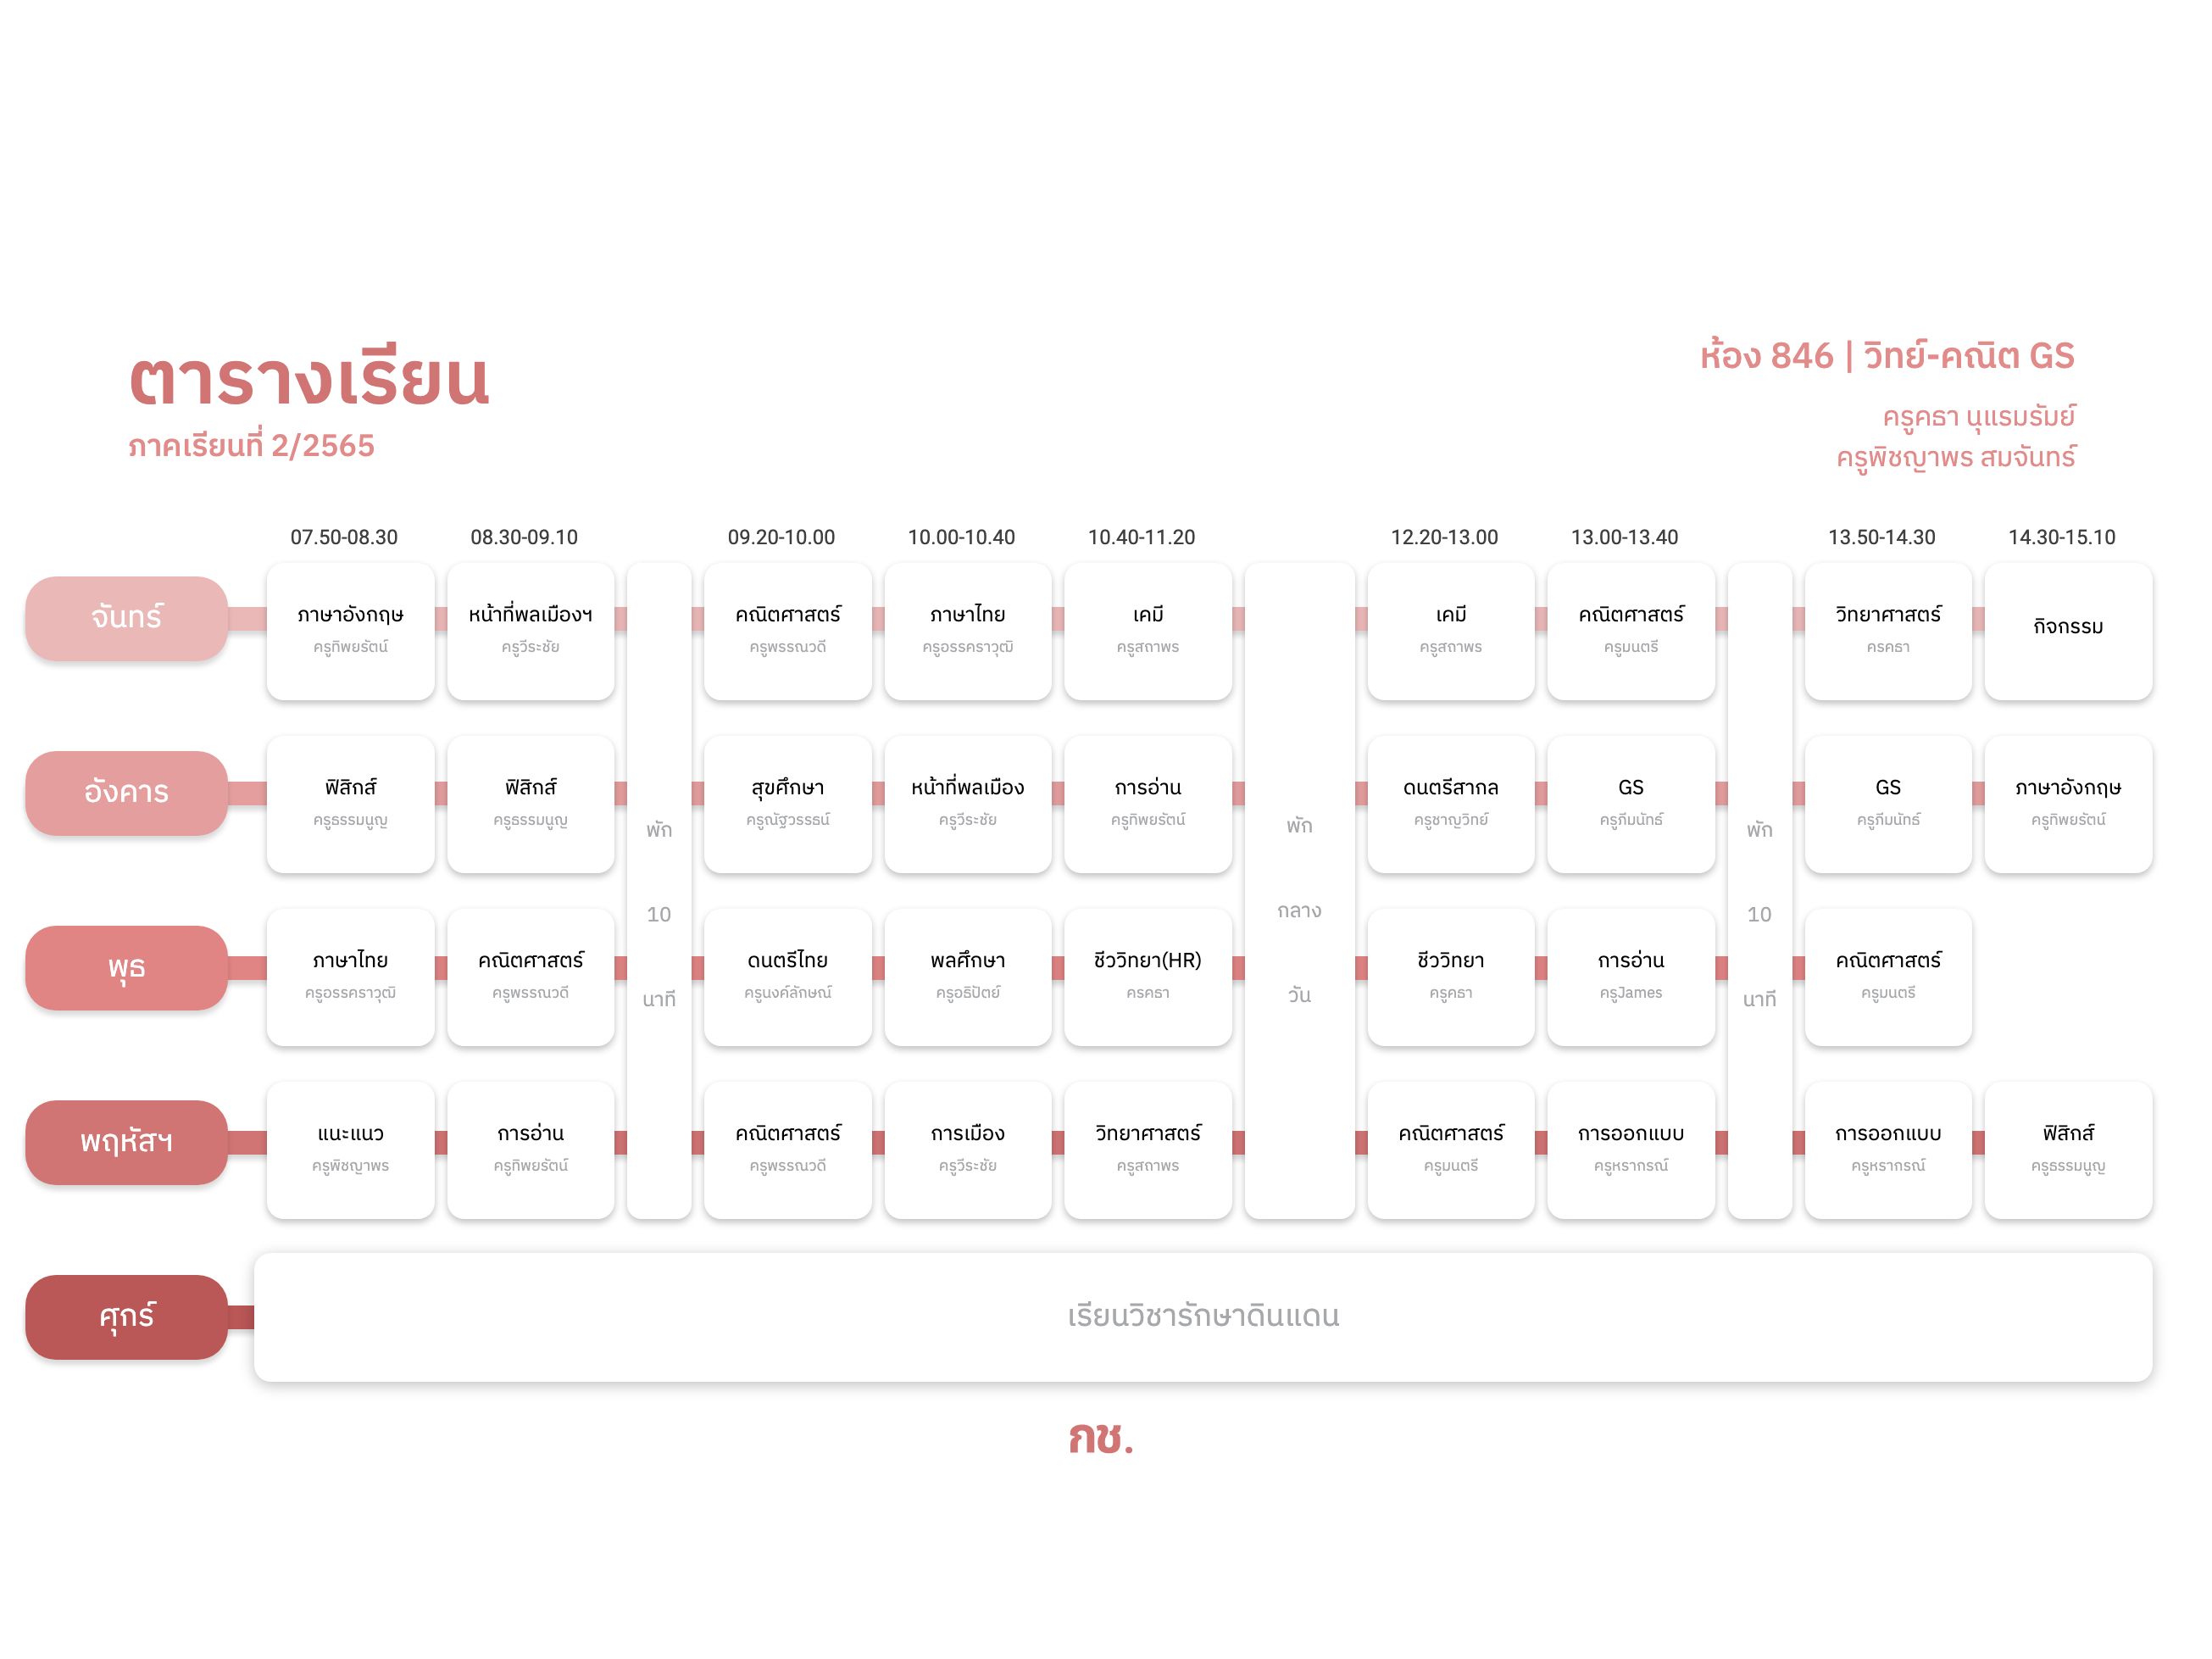 ตารางเรียน
ภาคเรียนที่ 2/2565
ห้อง 846 | วิทย์-คณิต GS
ครูคธา นุแรมรัมย์
ครูพิชญาพร สมจันทร์
07.50-08.30 08.30-09.10 09.20-10.00 10.00-10.40 10.40-11.20 12.20-13.00 13.00-13.40 13.50-14.30 14.30-15.10
จันทร์
ภาษาอังกฤษ หน้าที่พลเมืองฯ คณิตศาสตร์ ภาษาไทย เคมี เคมี คณิตศาสตร์ วิทยาศาสตร์ กิจกรรม
ครูทิพยรัตน์ ครูวีระชัย ครูพรรณวดี ครูอรรคราวุฒิ ครูสถาพร ครูสถาพร ครูมนตรี ครคธา
อังคาร
ฟิสิกส์ ฟิสิกส์ สุขศึกษา หน้าที่พลเมือง การอ่าน ดนตรีสากล GS GS ภาษาอังกฤษ
ครูธรรมนูญ ครูธรรมนูญ ครูณัฐวรรธน์ ครูวีระชัย ครูทิพยรัตน์ ครูชาญวิทย์ ครูภีมนัทธ์ ครูภีมนัทธ์ ครูทิพยรัตน์
พัก
10
นาที
พัก
กลาง
วัน
พัก
10
นาที
พุธ
ภาษาไทย คณิตศาสตร์ ดนตรีไทย พลศึกษา ชีววิทยา(HR) ชีววิทยา การอ่าน คณิตศาสตร์
ครูอรรคราวุฒิ ครูพรรณวดี ครูนงค์ลักษณ์ ครูอธิปัตย์ ครคธา ครูคธา ครูJames ครูมนตรี
พฤหัสฯ
แนะแนว การอ่าน คณิตศาสตร์ การเมือง วิทยาศาสตร์ คณิตศาสตร์ การออกแบบ การออกแบบ ฟิสิกส์
ครูพิชญาพร ครูทิพยรัตน์ ครูพรรณวดี ครูวีระชัย ครูสถาพร ครูมนตรี ครูหรากรณ์ ครูหรากรณ์ ครูธรรมนูญ
ศุกร์
เรียนวิชารักษาดินแดน
กช.